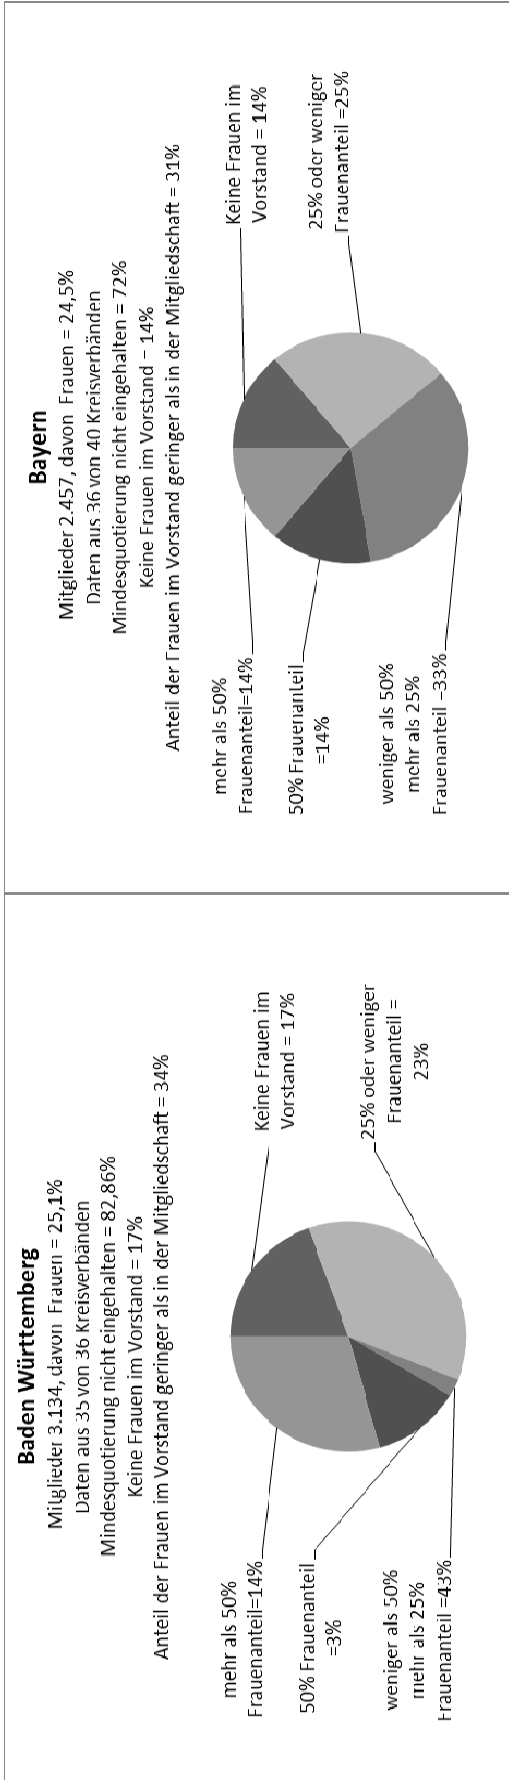 Baden Württemberg
Mitglieder 3.134, davon Frauen = 25,1%
Daten aus 35 von 36 Kreisverbänden
Mindesquotierung nicht eingehalten = 82,86%
Keine Frauen im Vorstand = 17%
Anteil der Frauen im Vorstand geringer als in der Mitgliedschaft = 34%
mehr als 50%
Frauenanteil=14%
Keine Frauen im
Vorstand = 17%
50% Frauenanteil
=3%
25% oder weniger
Frauenanteil =
23%
weniger als 50%
mehr als 25%
Frauenanteil =43%
Bayern
Mitglieder 2.457, davon Frauen = 24,5%
Daten aus 36 von 40 Kreisverbänden
Mindesquotierung nicht eingehalten = 72%
Keine Frauen im Vorstand = 14%
Anteil der Frauen im Vorstand geringer als in der Mitgliedschaft = 31%
mehr als 50%
Frauenanteil=14%
Keine Frauen im
Vorstand = 14%
50% Frauenanteil
=14%
25% oder weniger
Frauenanteil =25%
weniger als 50%
mehr als 25%
Frauenanteil =33%